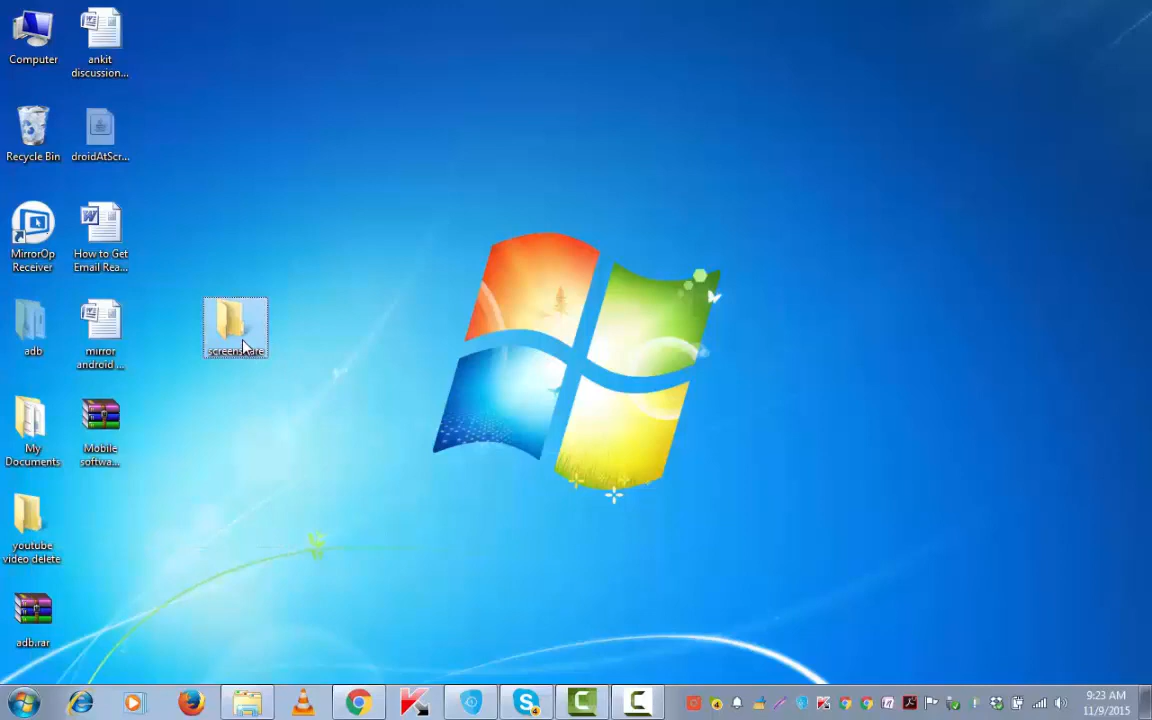 Computer
ankit
discussion...
Recycle Bin
droidAtScr...
MirrorOp
Receiver
How to Get
Email Rea...
adb
mirror
android ...
screenshare
My
Documents
Mobile
softwa...
youtube
video delete
adb.rar
9:23 AM
11/9/2015